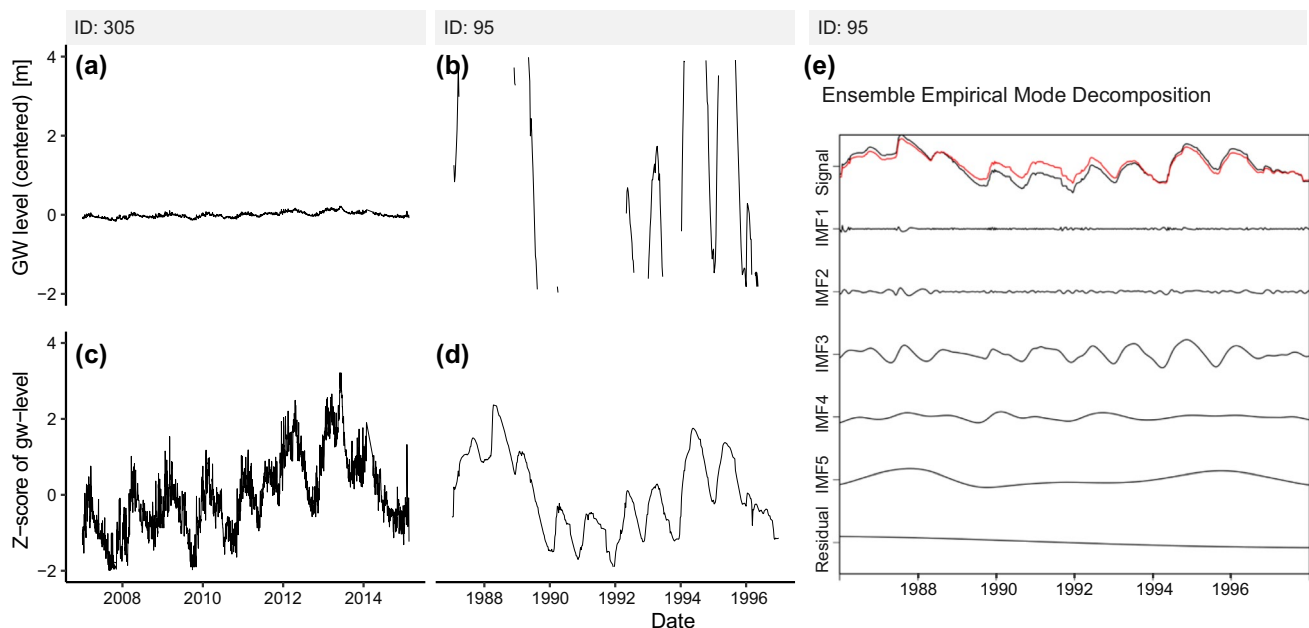 ID: 305
ID: 95
ID: 95
(a)
(b)
(e)
Ensemble Empirical Mode Decomposition
GW level (centered) [m]
4
2
0
−2
Signal
IMF1
IMF2
IMF3
IMF4
IMF5
Residual
(c)
(d)
Z−score of gw−level
4
2
0
−2
2008
2010
2012
2014
1988
1990
1992
1994
1996
1988
1990
1992
1994
1996
Date